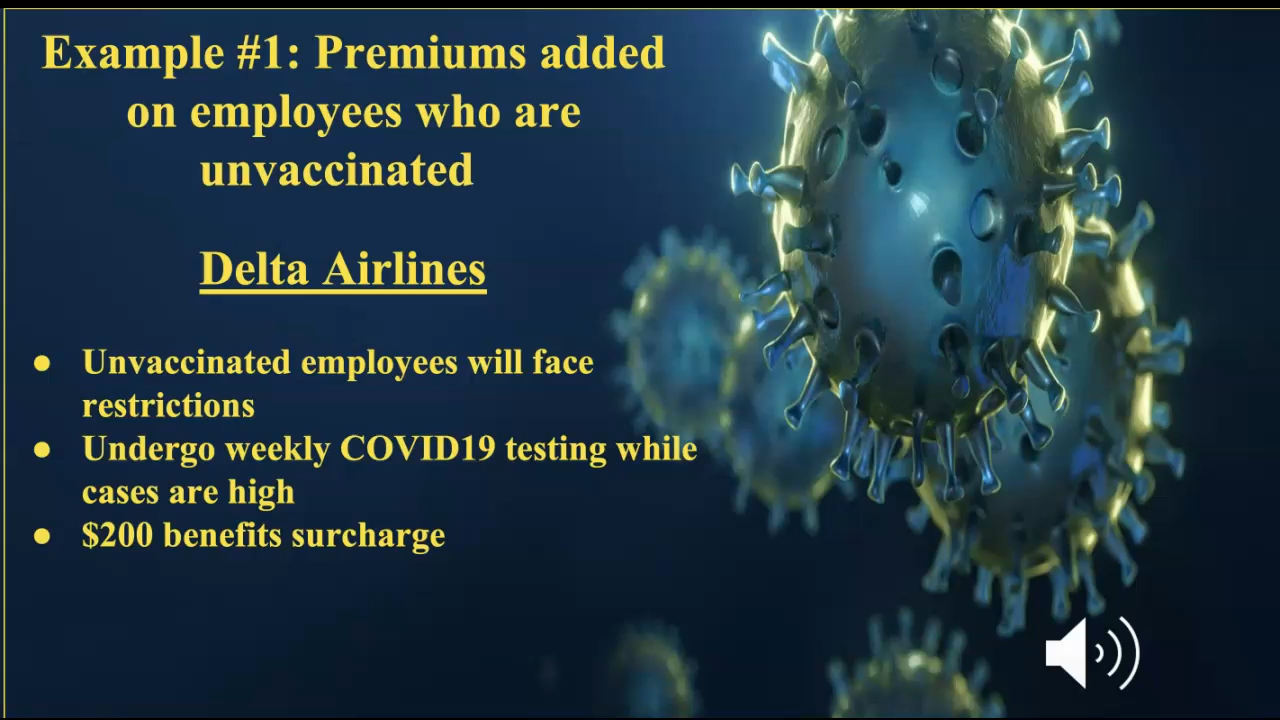 Example #1: Premiums added
on employees who are
unvaccinated
Delta Airlines
● Unvaccinated employees will face
restrictions
● Undergo weekly COVID19 testing while
cases are high
● $200 benefits surcharge